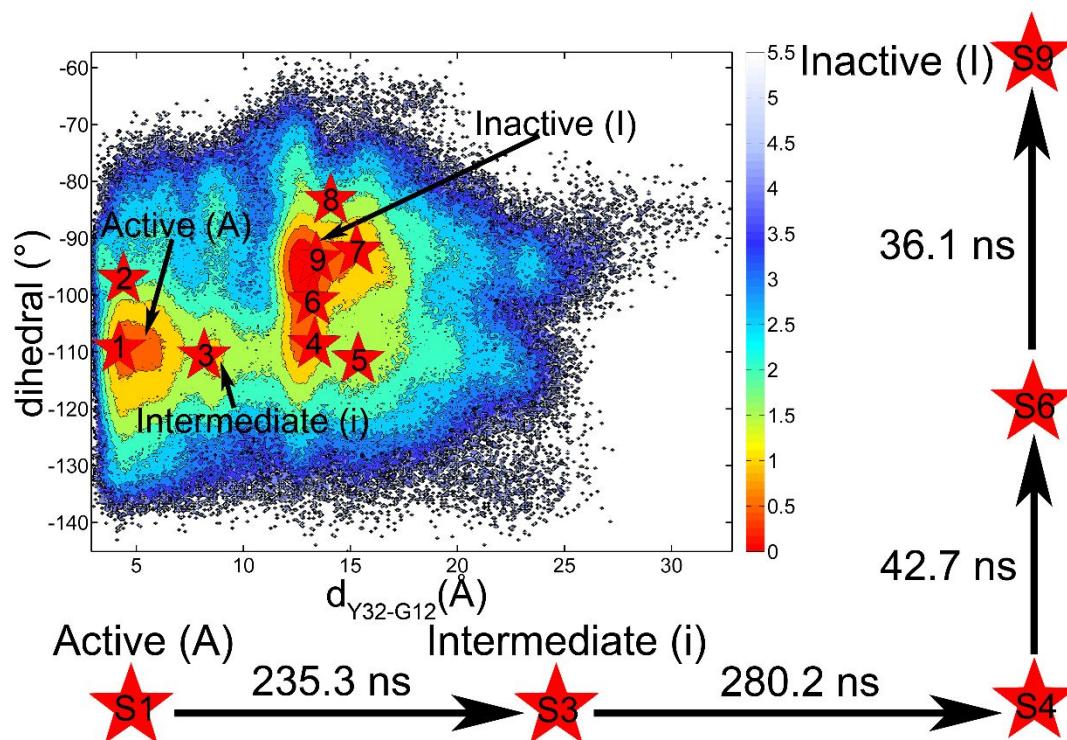 -60
-70
-80
-90
-100
-110
-120
-130
-140
dihedral (°)
5
10
15
20
25
30
d Y32-G12 (Å)
5.5
5
4.5
4
3.5
3
2.5
2
1.5
1
0.5
0
Inactive (I)
Active (A)
Intermediate (i)
8
2
9
7
6
1
3
4
5
Inactive (I)
S9
36.1 ns
S6
42.7 ns
Active (A)
Intermediate (i)
S1
235.3 ns
S3
280.2 ns
S4